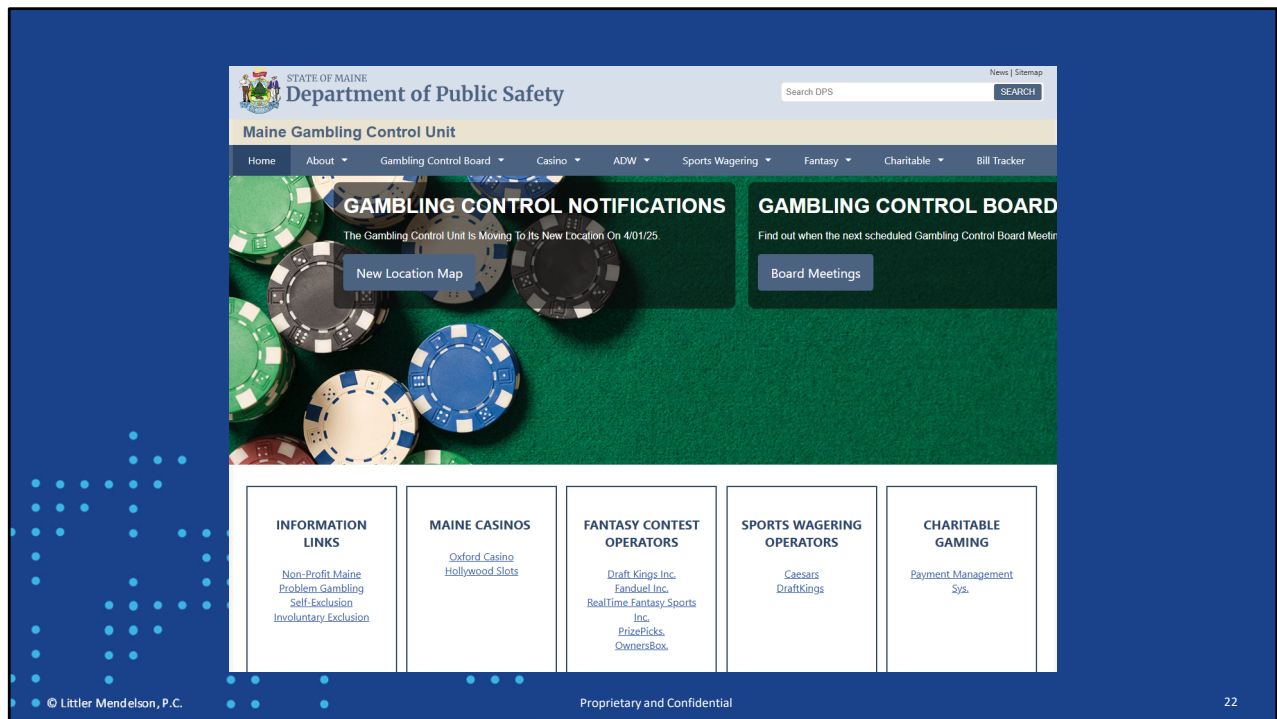 STATE OF MAINE
Department of Public Safety
News | Sitemap
Search DPS
SEARCH
Maine Gambling Control Unit
Home About Gambling Control Board Casino ADW Sports Wagering Fantasy Charitable Bill Tracker
GAMBLING CONTROL NOTIFICATIONS
The Gambling Control Unit Is Moving To Its New Location On 4/01/25.
New Location Map
GAMBLING CONTROL BOARD
Find out when the next scheduled Gambling Control Board Meetin
Board Meetings
INFORMATION
LINKS
Non-Profit Maine
Problem Gambling
Self-Exclusion
Involuntary Exclusion
MAINE CASINOS
Oxford Casino
Hollywood Slots
FANTASY CONTEST
OPERATORS
Draft Kings Inc.
Fanduel Inc.
RealTime Fantasy Sports
Inc.
PrizePicks.
OwnersBox.
SPORTS WAGERING
OPERATORS
Caesars
DraftKings
CHARITABLE
GAMING
Payment Management
Sys.
© Littler Mendelson, P.C.
Proprietary and Confidential
22